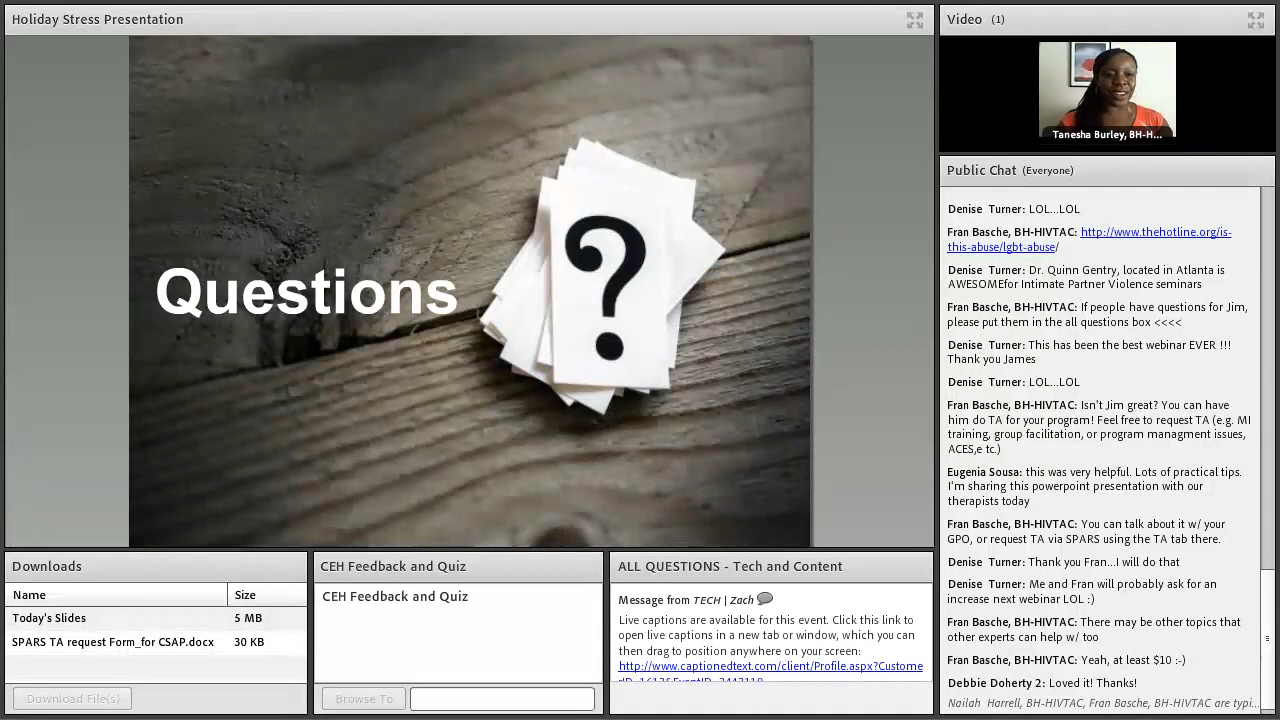 Holiday Stress Presentation
Questions
?
Video (1)
Tanesha Burley, BH-H...
Public Chat (Everyone)
Denise Turner: LOL...LOL
Fran Basche, BH-HIVTAC: http://www.thehotline.org/is-
this-abuse/lgbt-abuse/
Denise Turner: Dr. Quinn Gentry, located in Atlanta is
AWESOMEfor Intimate Partner Violence seminars
Fran Basche, BH-HIVTAC: If people have questions for Jim,
please put them in the all questions box <<<<
Denise Turner: This has been the best webinar EVER !!!
Thank you James
Denise Turner: LOL...LOL
Fran Basche, BH-HIVTAC: Isn't Jim great? You can have
him do TA for your program! Feel free to request TA (e.g. MI
training, group facilitation, or program managment issues,
ACES,e tc.)
Eugenia Sousa: this was very helpful. Lots of practical tips.
I'm sharing this powerpoint presentation with our
therapists today
Fran Basche, BH-HIVTAC: You can talk about it w/ your
GPO, or request TA via SPARS using the TA tab there.
Denise Turner: Thank you Fran...I will do that
Denise Turner: Me and Fran will probably ask for an
increase next webinar LOL :)
Fran Basche, BH-HIVTAC: There may be other topics that
other experts can help w/ too
Fran Basche, BH-HIVTAC: Yeah, at least $10 :-)
Debbie Doherty 2: Loved it! Thanks!
Nailah Harrell, BH-HIVTAC, Fran Basche, BH-HIVTAC are typi...
Downloads
Name Size
Today's Slides 5 MB
SPARS TA request Form_for CSAP.docx 30 KB
Download File(s)
CEH Feedback and Quiz
CEH Feedback and Quiz
Browse To
ALL QUESTIONS - Tech and Content
Message from TECH | Zach
Live captions are available for this event. Click this link to
open live captions in a new tab or window, which you can
then drag to position anywhere on your screen:
http://www.captionedtext.com/client/Profile.aspx?Custome